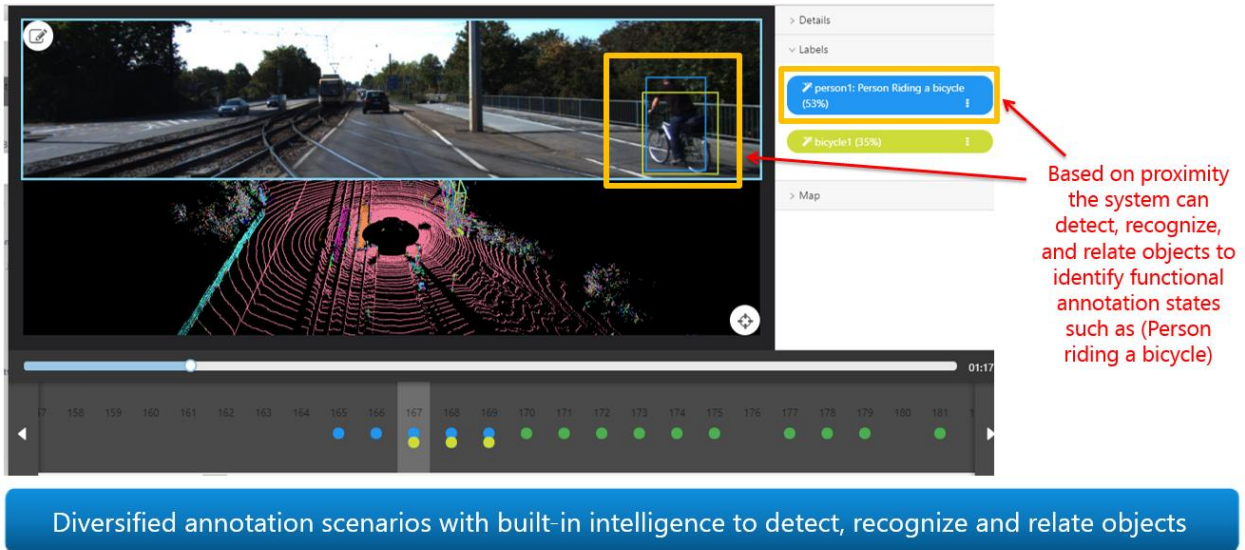 > Details
∨ Labels
person1: Person Riding a bicycle
(53%)
bicycle1 (35%)
> Map
Based on proximity
the system can
detect, recognize,
and relate objects to
identify functional
annotation states
such as (Person
riding a bicycle)
01:17
158 159 160 161 162 163 164 165 166 167 168 169 170 171 172 173 174 175 176 177 178 179 180 181
Diversified annotation scenarios with built-in intelligence to detect, recognize and relate objects